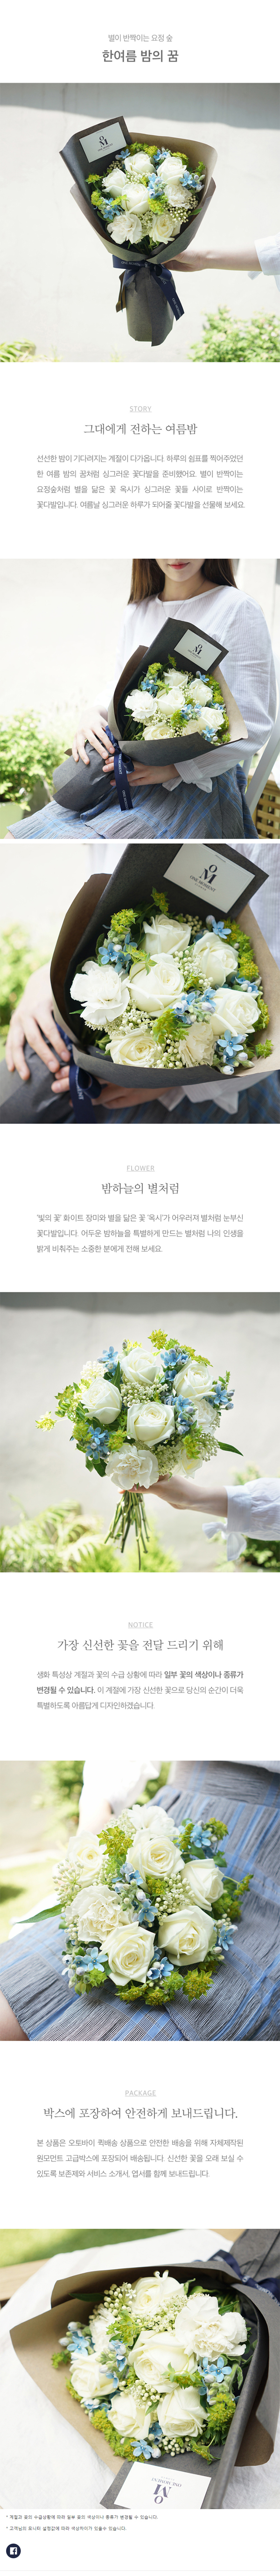 별이 반짝이는 요정 숲
한여름 밤의 꿈
STORY
그대에게 전하는 여름밤
선선한 밤이 기다려지는 계절이 다가옵니다. 하루의 쉼표를 찍어주었던
한 여름 밤의 꿈처럼 싱그러운 꽃다발을 준비했어요. 별이 반짝이는
요정숲처럼 별을 닮은 꽃 옥시가 싱그러운 꽃들 사이로 반짝이는
꽃다발입니다. 여름날 싱그러운 하루가 되어줄 꽃다발을 선물해 보세요.
FLOWER
밤하늘의 별처럼
'빛의 꽃' 화이트 장미와 별을 닮은 꽃 '옥시'가 어우러져 별처럼 눈부신
꽃다발입니다. 어두운 밤하늘을 특별하게 만드는 별처럼 나의 인생을
밝게 비춰주는 소중한 분에게 전해 보세요.
NOTICE
가장 신선한 꽃을 전달 드리기 위해
생화 특성상 계절과 꽃의 수급 상황에 따라 일부 꽃의 색상이나 종류가
변경될 수 있습니다. 이 계절에 가장 신선한 꽃으로 당신의 순간이 더욱
특별하도록 아름답게 디자인하겠습니다.
PACKAGE
박스에 포장하여 안전하게 보내드립니다.
본 상품은 오토바이 퀵배송 상품으로 안전한 배송을 위해 자체제작된
원모먼트 고급박스에 포장되어 배송됩니다. 신선한 꽃을 오래 보실 수
있도록 보존제와 서비스 소개서, 엽서를 함께 보내드립니다.
* 계절과 꽃의 수급상황에 따라 일부 꽃의 색상이나 종류가 변경될 수 있습니다.
* 고객님의 모니터 설정값에 따라 색상차이가 있을수 있습니다.